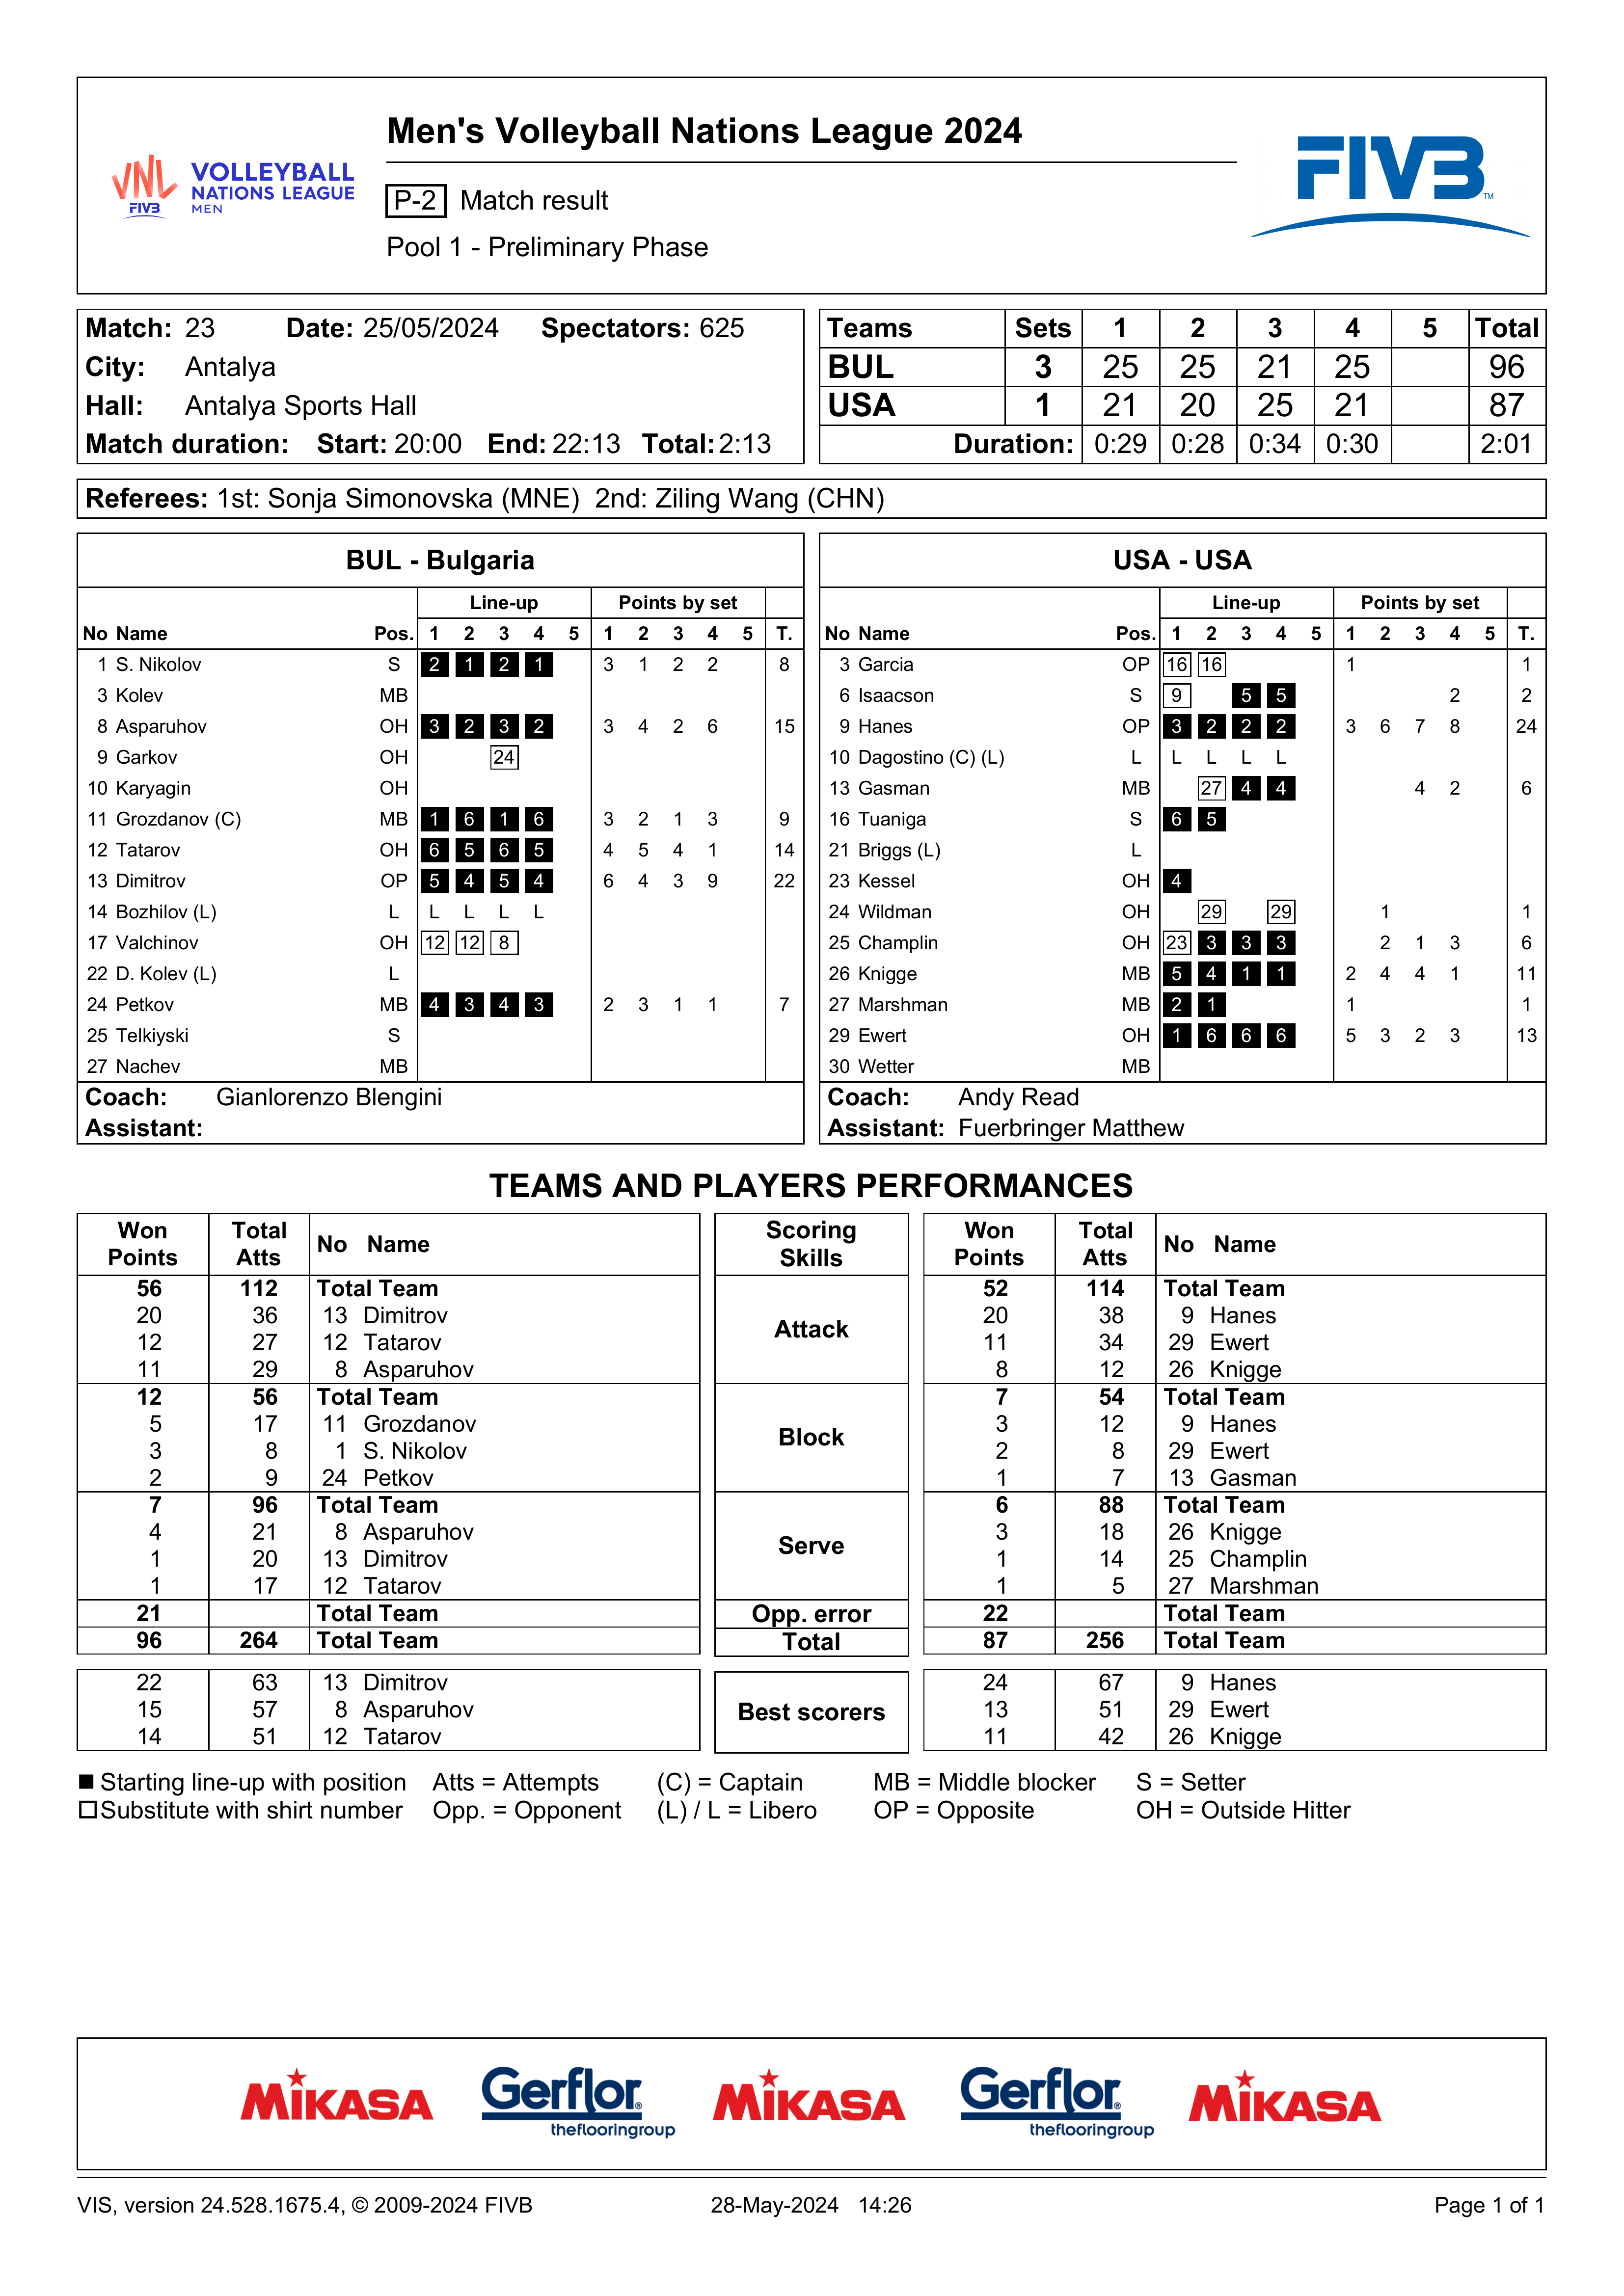 Men's Volleyball Nations League 2024
VNL FIVB VOLLEYBALL NATIONS LEAGUE MEN
P-2 Match result
Pool 1 - Preliminary Phase
FIVB TM
Match: 23 Date: 25/05/2024 Spectators: 625
City: Antalya
Hall: Antalya Sports Hall
Match duration: Start: 20:00 End: 22:13 Total: 2:13
Teams Sets 1 2 3 4 5 Total
BUL 3 25 25 21 25 96
USA 1 21 20 25 21 87
Duration: 0:29 0:28 0:34 0:30 2:01
Referees: 1st: Sonja Simonovska (MNE) 2nd: Ziling Wang (CHN)
BUL - Bulgaria
Line-up Points by set
No Name Pos. 1 2 3 4 5 1 2 3 4 5 T.
1 S. Nikolov S 2 1 2 1 3 1 2 2 8
3 Kolev MB
8 Asparuhov OH 3 2 3 2 3 4 2 6 15
9 Garkov OH 24
10 Karyagin OH
11 Grozdanov (C) MB 1 6 1 6 3 2 1 3 9
12 Tatarov OH 6 5 6 5 4 5 4 1 14
13 Dimitrov OP 5 4 5 4 6 4 3 9 22
14 Bozhilov (L) L L L L L
17 Valchinov OH 12 12 8
22 D. Kolev (L) L
24 Petkov MB 4 3 4 3 2 3 1 1 7
25 Telkiyski S
27 Nachev MB
Coach: Gianlorenzo Blengini
Assistant:
USA - USA
Line-up Points by set
No Name Pos. 1 2 3 4 5 1 2 3 4 5 T.
3 Garcia OP 16 16 1 1
6 Isaacson S 9 5 5 2 2
9 Hanes OP 3 2 2 2 3 6 7 8 24
10 Dagostino (C) (L) L L L L L
13 Gasman MB 27 4 4 4 2 6
16 Tuaniga S 6 5
21 Briggs (L) L
23 Kessel OH 4
24 Wildman OH 29 29 1 1
25 Champlin OH 23 3 3 3 2 1 3 6
26 Knigge MB 5 4 1 1 2 4 4 1 11
27 Marshman MB 2 1 1 1
29 Ewert OH 1 6 6 6 5 3 2 3 13
30 Wetter MB
Coach: Andy Read
Assistant: Fuerbringer Matthew
TEAMS AND PLAYERS PERFORMANCES
Won Points Total Atts No Name Scoring Skills Won Points Total Atts No Name
56 112 Total Team Attack 52 114 Total Team
20 36 13 Dimitrov 20 38 9 Hanes
12 27 12 Tatarov 11 34 29 Ewert
11 29 8 Asparuhov 8 12 26 Knigge
12 56 Total Team Block 7 54 Total Team
5 17 11 Grozdanov 3 12 9 Hanes
3 8 1 S. Nikolov 2 8 29 Ewert
2 9 24 Petkov 1 7 13 Gasman
7 96 Total Team Serve 6 88 Total Team
4 21 8 Asparuhov 3 18 26 Knigge
1 20 13 Dimitrov 1 14 25 Champlin
1 17 12 Tatarov 1 5 27 Marshman
21 Total Team Opp. error 22 Total Team
96 264 Total Team Total 87 256 Total Team
22 63 13 Dimitrov Best scorers 24 67 9 Hanes
15 57 8 Asparuhov 13 51 29 Ewert
14 51 12 Tatarov 11 42 26 Knigge
Starting line-up with position Atts = Attempts (C) = Captain MB = Middle blocker S = Setter
Substitute with shirt number Opp. = Opponent (L) / L = Libero OP = Opposite OH = Outside Hitter
MIKASA Gerflor® theflooringgroup MIKASA Gerflor® theflooringgroup MIKASA
VIS, version 24.528.1675.4, © 2009-2024 FIVB 28-May-2024 14:26 Page 1 of 1